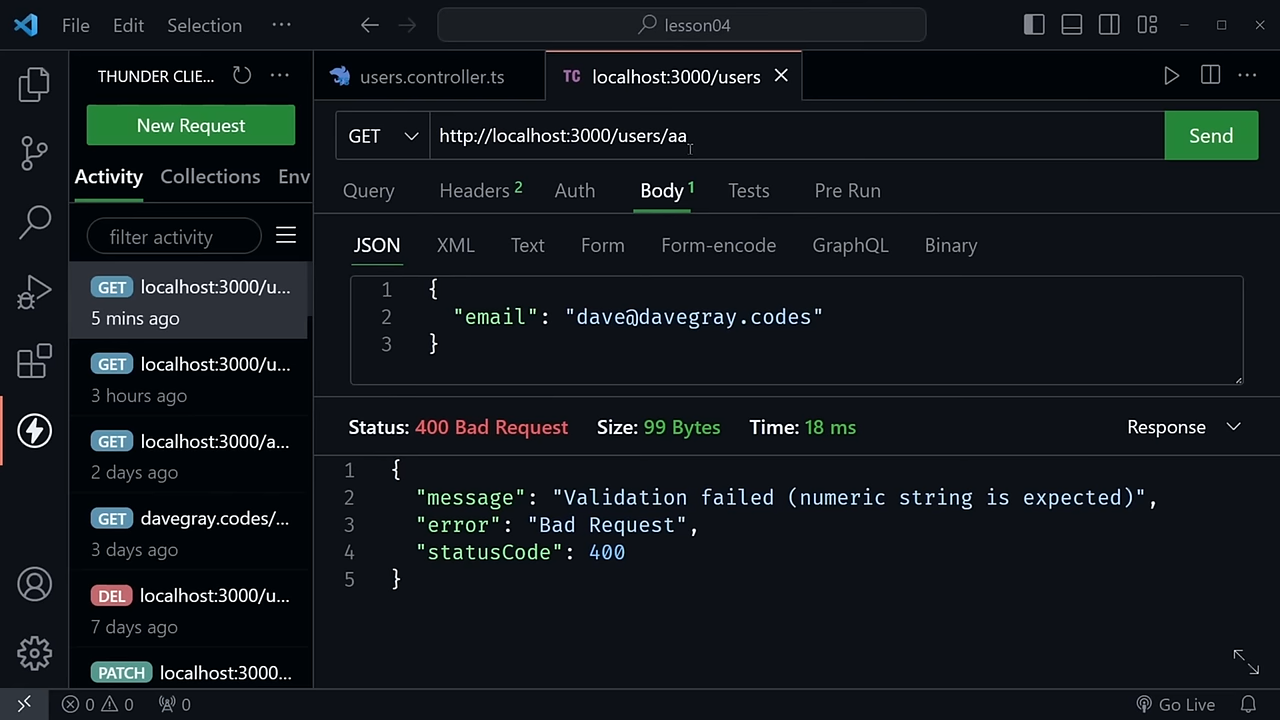 File Edit Selection ··· lesson04
THUNDER CLIE... ···
New Request
Activity Collections Env
filter activity
GET localhost:3000/u...
5 mins ago
GET localhost:3000/u...
3 hours ago
GET localhost:3000/a...
2 days ago
GET davegray.codes/...
3 days ago
DEL localhost:3000/u...
7 days ago
PATCH localhost:3000...
users.controller.ts TC localhost:3000/users ···
GET http://localhost:3000/users/aa Send
Query Headers 2 Auth Body 1 Tests Pre Run
JSON XML Text Form Form-encode GraphQL Binary
1 {
2 "email": "dave@davegray.codes"
3 }
Status: 400 Bad Request Size: 99 Bytes Time: 18 ms Response
1 {
2 "message": "Validation failed (numeric string is expected)",
3 "error": "Bad Request",
4 "statusCode": 400
5 }
0 0 0 Go Live